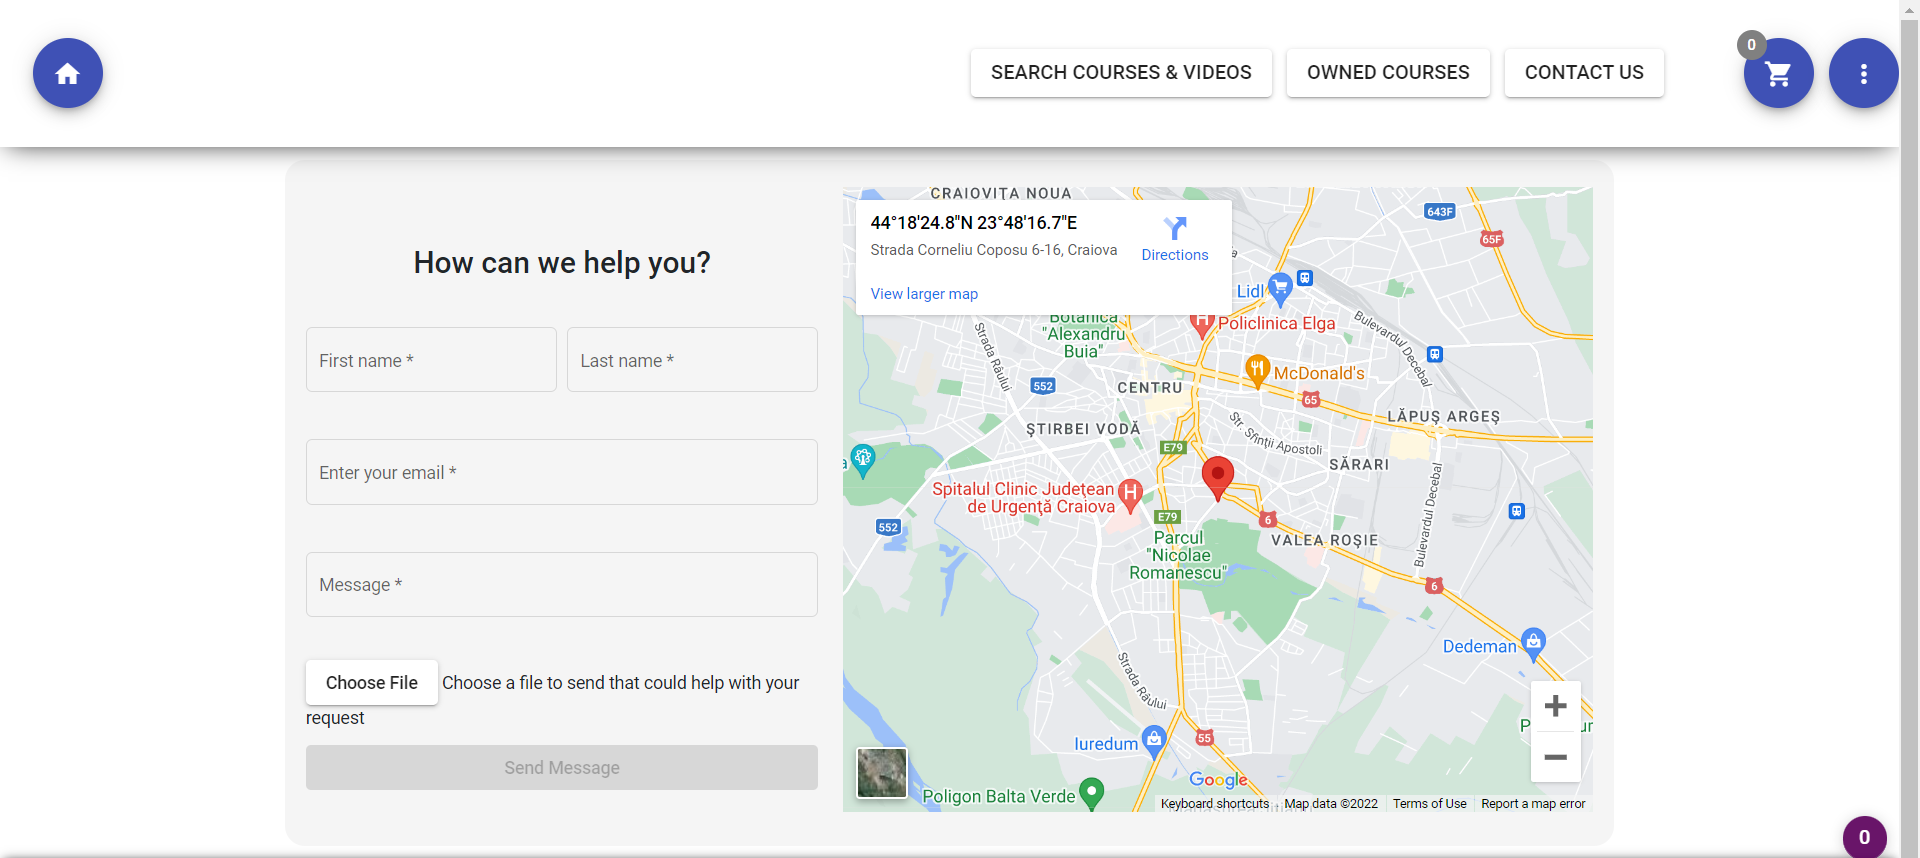 0
SEARCH COURSES & VIDEOS
OWNED COURSES
CONTACT US
How can we help you?
First name *
Last name *
Enter your email *
Message *
Choose File Choose a file to send that could help with your
request
Send Message
CRAIOVIȚA NOUA
44°18'24.8"N 23°48'16.7"E
Strada Corneliu Coposu 6-16, Craiova
Directions
View larger map
643F
65F
Lidl
Botanica
"Alexandru
Buia"
Policlinica Elga
Bulevardul Decebal
Strada Râului
552
CENTRU
McDonald's
65
LĂPUȘ ARGEȘ
ȘTIRBEI VODĂ
Str. Sfinții Apostoli
E79
SĂRARI
Spitalul Clinic Județean
de Urgență Craiova
552
E79
6
Bulevardul Decebal
VALEA ROȘIE
Parcul
"Nicolae
Romanescu"
6
Dedeman
Strada Râului
Iuredum
55
Google
Poligon Balta Verde
Keyboard shortcuts
Map data ©2022
Terms of Use
Report a map error
0